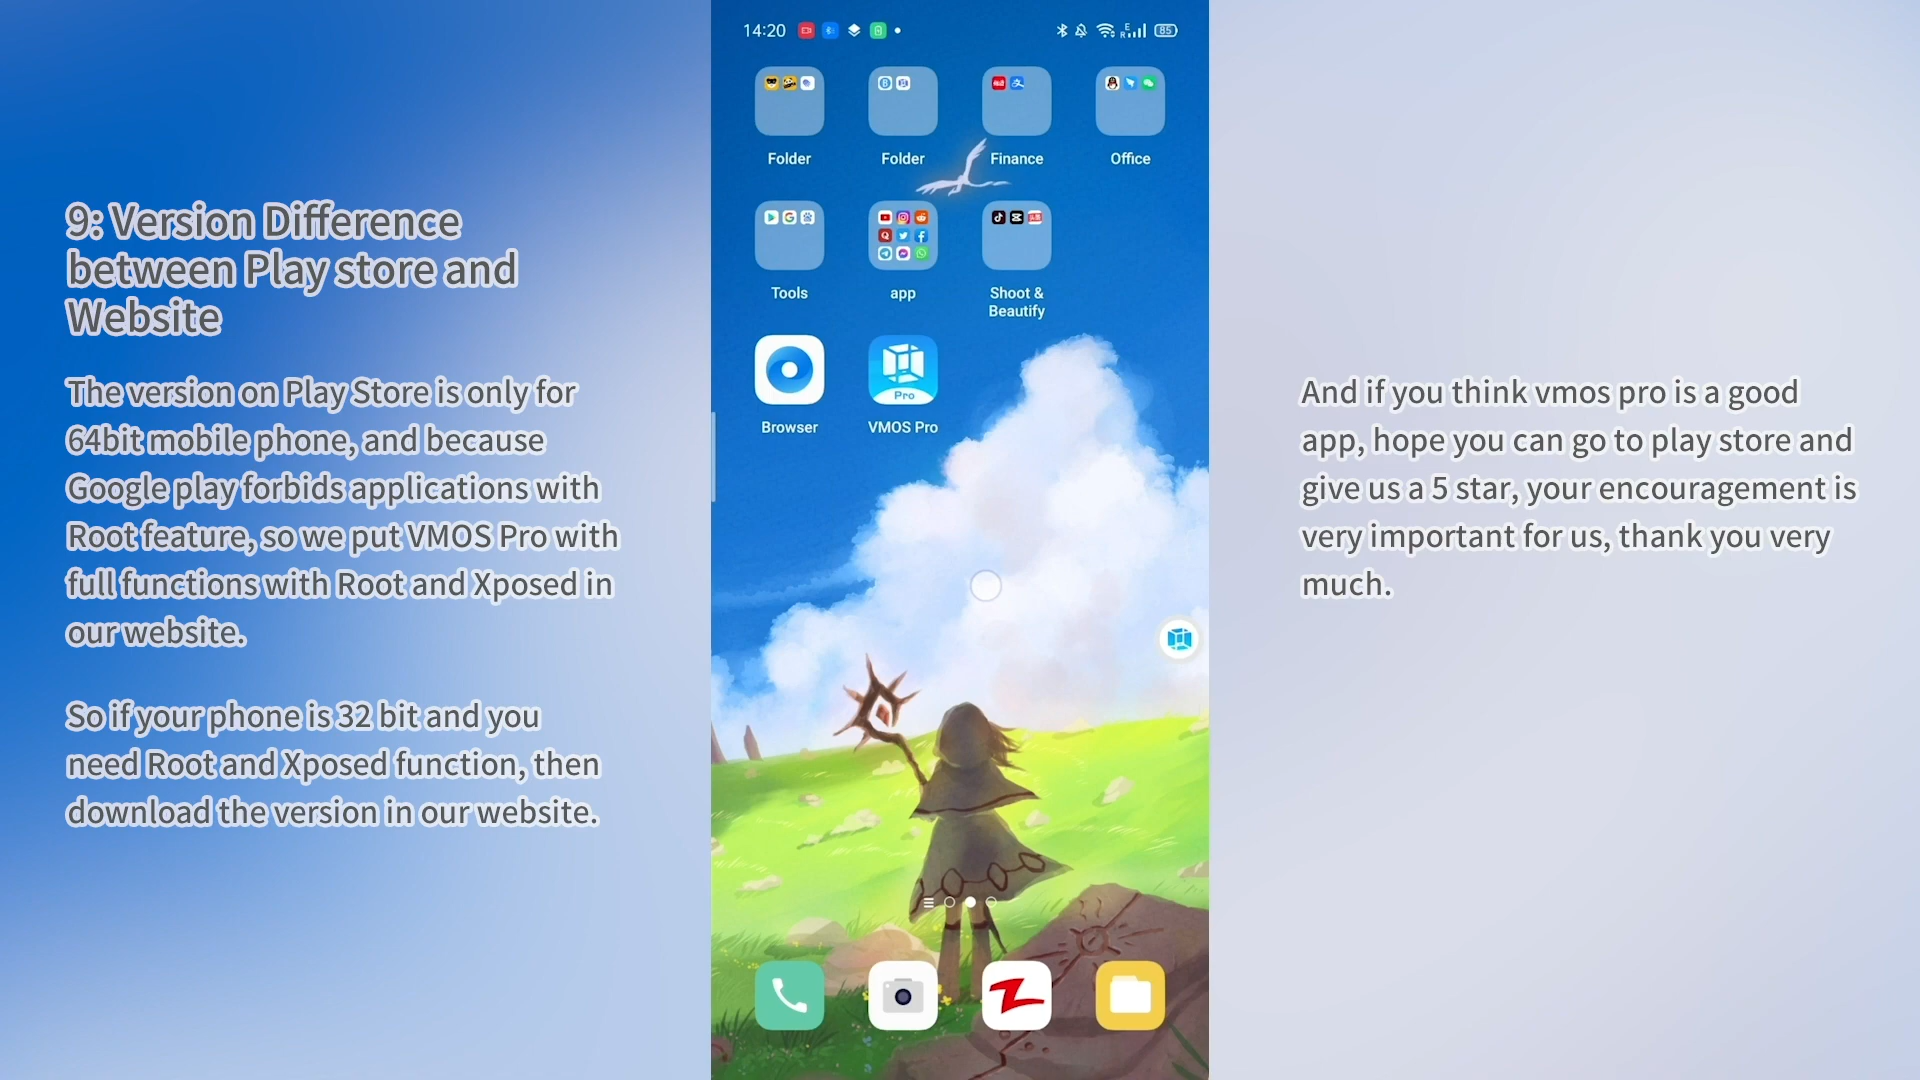 9: Version Difference
between Play store and
Website
The version on Play Store is only for
64bit mobile phone, and because
Google play forbids applications with
Root feature, so we put VMOS Pro with
full functions with Root and Xposed in
our website.
So if your phone is 32 bit and you
need Root and Xposed function, then
download the version in our website.
14:20
85
Folder
Folder
Finance
Office
Tools
app
Shoot &
Beautify
Pro
Browser
VMOS Pro
And if you think vmos pro is a good
app, hope you can go to play store and
give us a 5 star, your encouragement is
very important for us, thank you very
much.